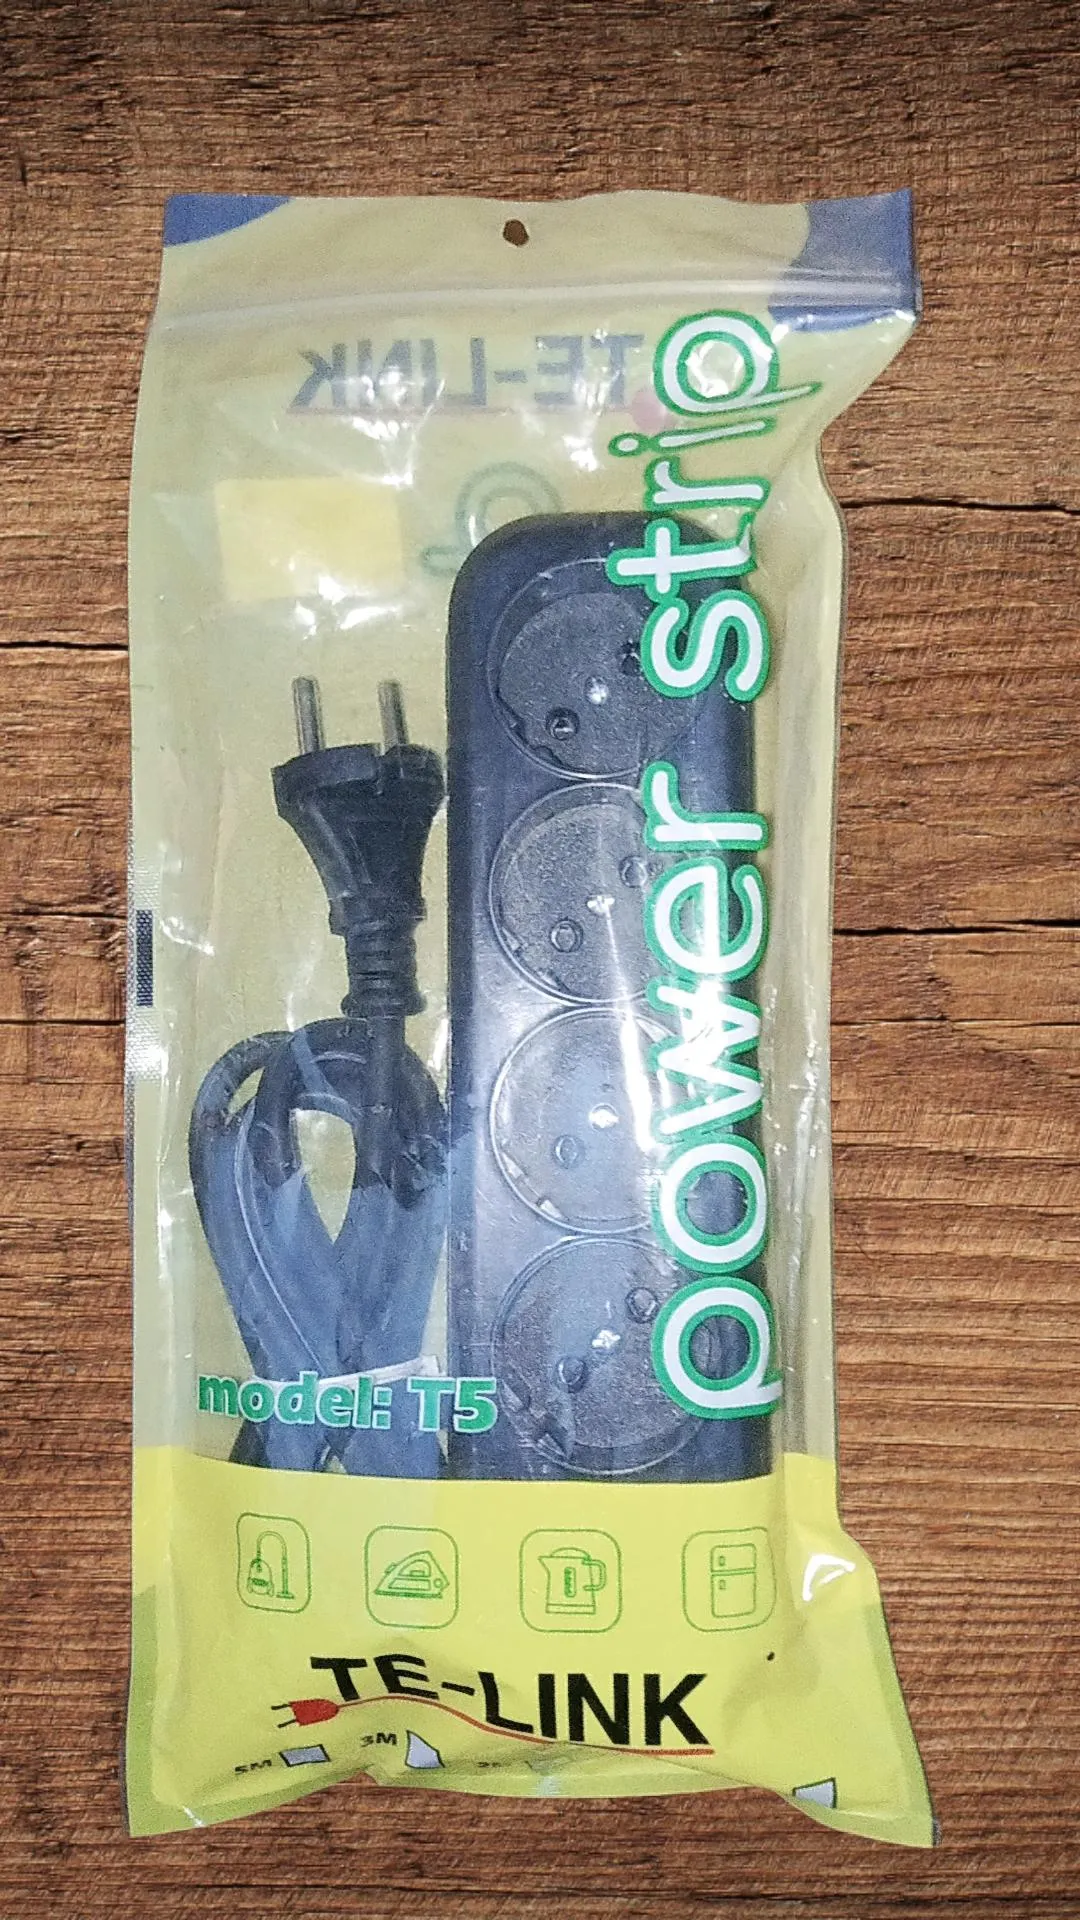 TE-LINK
power strip
model: T5
TE-LINK
5M
3M